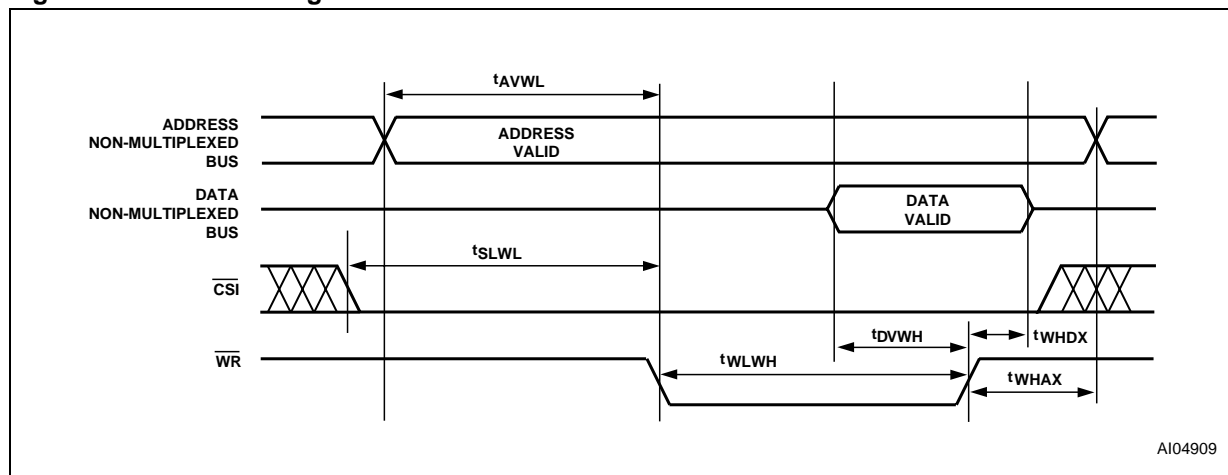 tAVWL
ADDRESS
NON-MULTIPLEXED
BUS
ADDRESS
VALID
DATA
NON-MULTIPLEXED
BUS
DATA
VALID
tSLWL
CSI
tDVWH
tWHDX
WR
tWLWH
tWHAX
AI04909